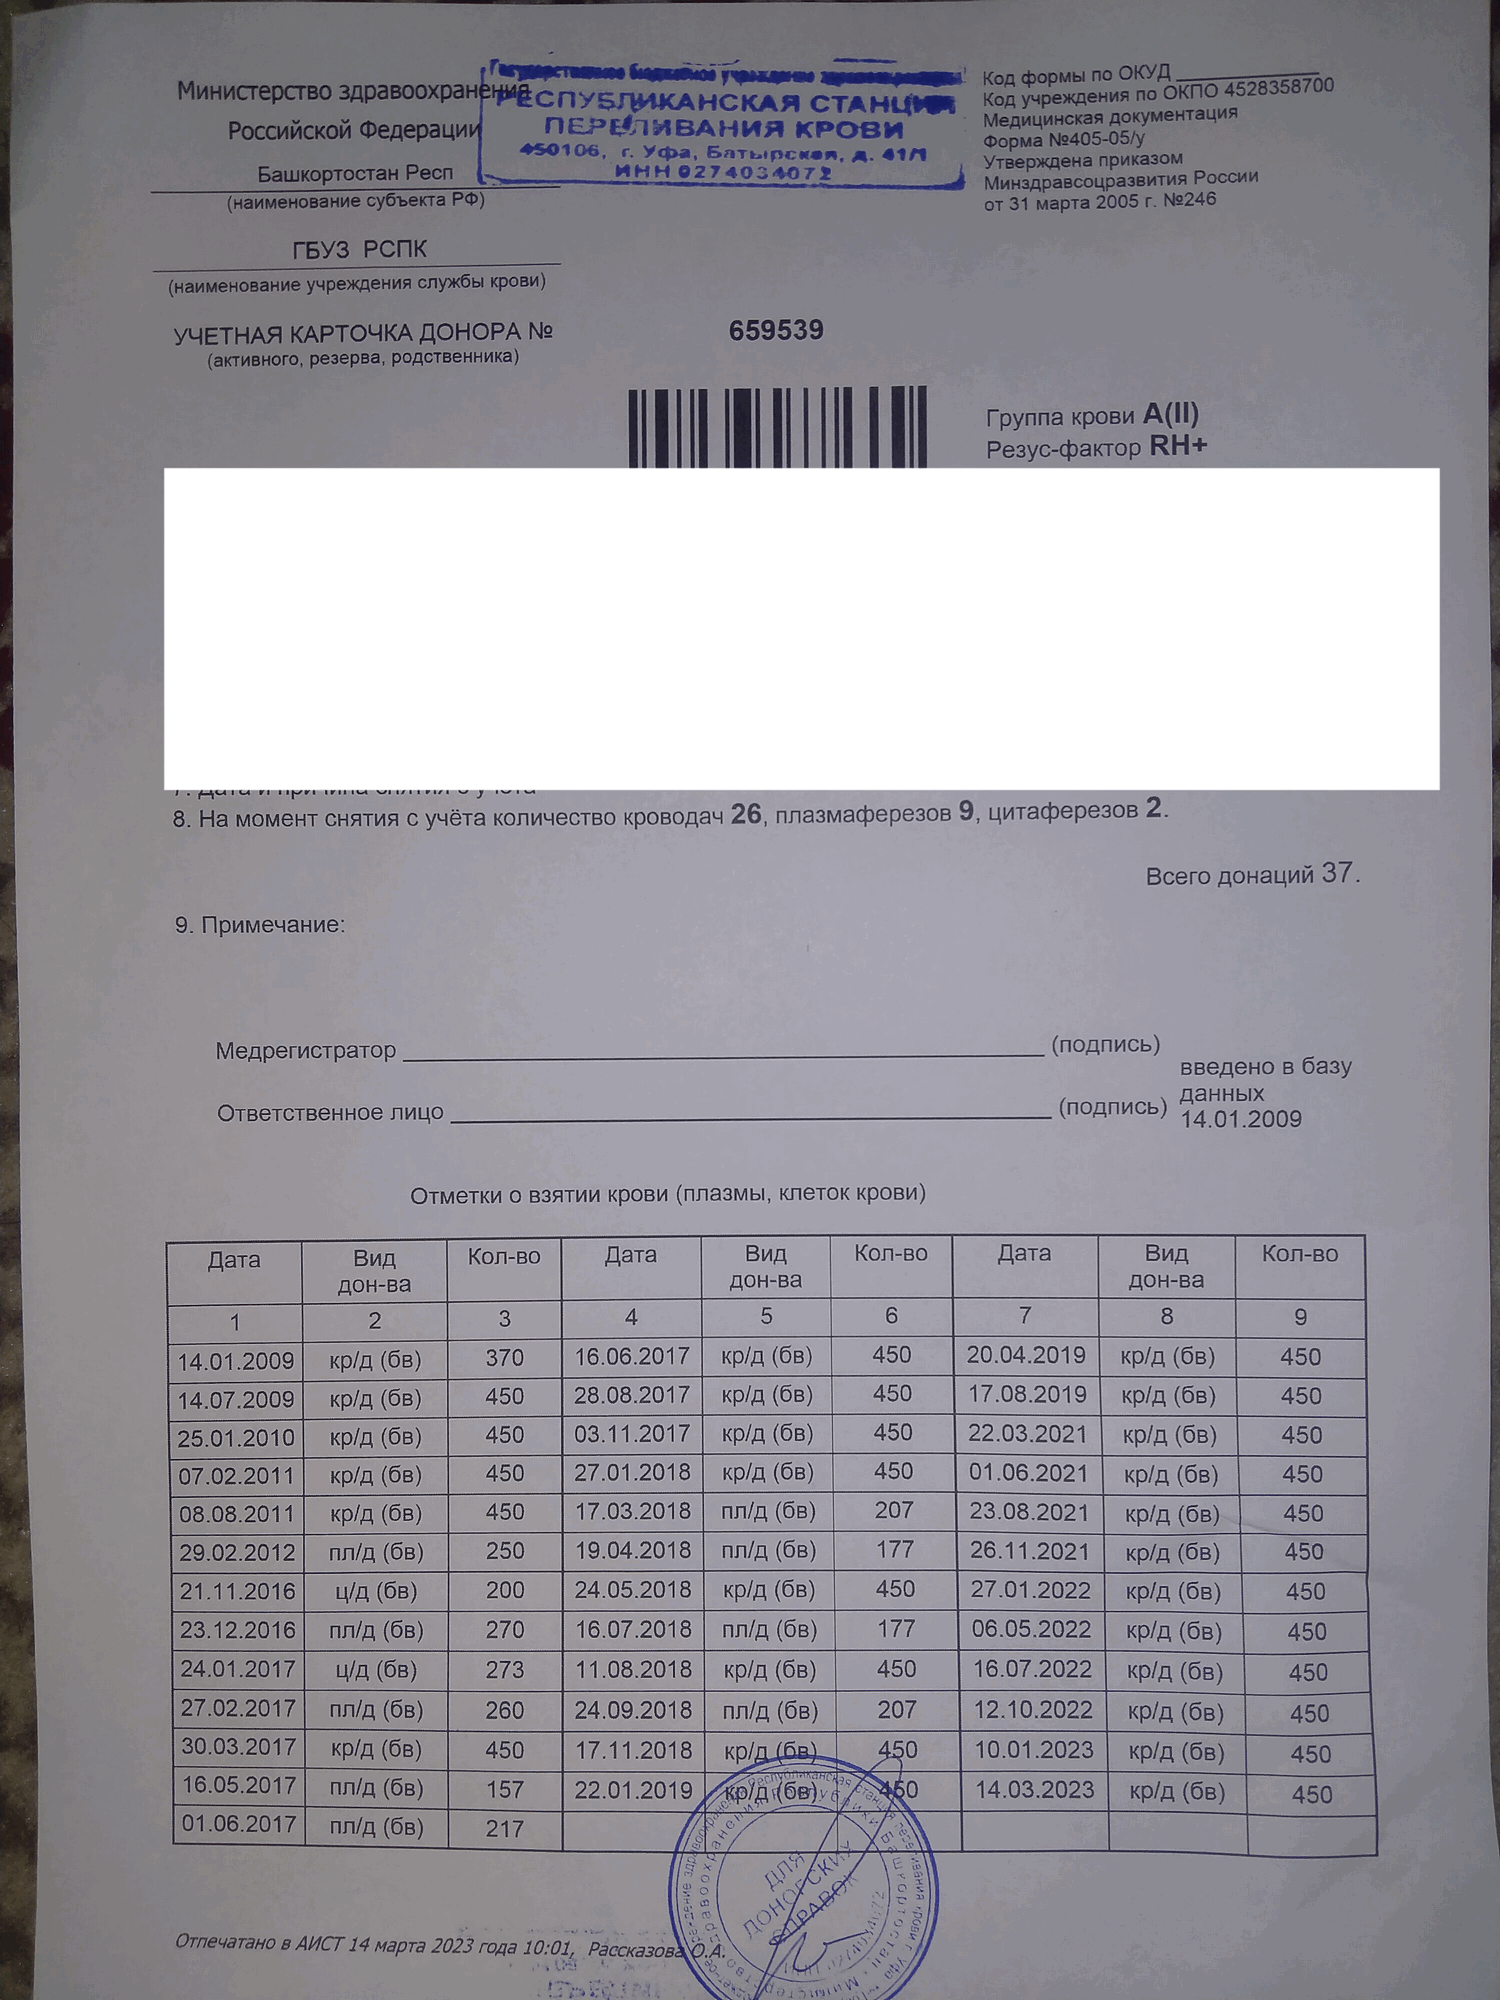 Министерство здравоохранения
Российской Федерации
Башкортостан Респ
(наименование субъекта РФ)
ГБУЗ РСПК
(наименование учреждения службы крови)
Государственное бюджетное учреждение здравоохранения
РЕСПУБЛИКАНСКАЯ СТАНЦИЯ
ПЕРЕЛИВАНИЯ КРОВИ
450106, г. Уфа, Батырская, д. 41/1
ИНН 0274034072
Код формы по ОКУД
Код учреждения по ОКПО 4528358700
Медицинская документация
Форма №405-05/у
Утверждена приказом
Минздравсоцразвития России
от 31 марта 2005 г. №246
УЧЕТНАЯ КАРТОЧКА ДОНОРА № 659539
(активного, резерва, родственника)
Группа крови A(II)
Резус-фактор RH+
7. Дата и причина снятия с учёта
8. На момент снятия с учёта количество кроводач 26, плазмаферезов 9, цитаферезов 2.
Всего донаций 37.
9. Примечание:
Медрегистратор (подпись)
Ответственное лицо (подпись)
введено в базу
данных
14.01.2009
Отметки о взятии крови (плазмы, клеток крови)
Дата Вид дон-ва Кол-во Дата Вид дон-ва Кол-во Дата Вид дон-ва Кол-во
1 2 3 4 5 6 7 8 9
14.01.2009 кр/д (бв) 370 16.06.2017 кр/д (бв) 450 20.04.2019 кр/д (бв) 450
14.07.2009 кр/д (бв) 450 28.08.2017 кр/д (бв) 450 17.08.2019 кр/д (бв) 450
25.01.2010 кр/д (бв) 450 03.11.2017 кр/д (бв) 450 22.03.2021 кр/д (бв) 450
07.02.2011 кр/д (бв) 450 27.01.2018 кр/д (бв) 450 01.06.2021 кр/д (бв) 450
08.08.2011 кр/д (бв) 450 17.03.2018 пл/д (бв) 207 23.08.2021 кр/д (бв) 450
29.02.2012 пл/д (бв) 250 19.04.2018 пл/д (бв) 177 26.11.2021 кр/д (бв) 450
21.11.2016 ц/д (бв) 200 24.05.2018 кр/д (бв) 450 27.01.2022 кр/д (бв) 450
23.12.2016 пл/д (бв) 270 16.07.2018 пл/д (бв) 177 06.05.2022 кр/д (бв) 450
24.01.2017 ц/д (бв) 273 11.08.2018 кр/д (бв) 450 16.07.2022 кр/д (бв) 450
27.02.2017 пл/д (бв) 260 24.09.2018 пл/д (бв) 207 12.10.2022 кр/д (бв) 450
30.03.2017 кр/д (бв) 450 17.11.2018 кр/д (бв) 450 10.01.2023 кр/д (бв) 450
16.05.2017 пл/д (бв) 157 22.01.2019 кр/д (бв) 450 14.03.2023 кр/д (бв) 450
01.06.2017 пл/д (бв) 217
ДЛЯ
ДОНОРСКИХ
СПРАВОК
Отпечатано в АИСТ 14 марта 2023 года 10:01, Рассказова О.А.